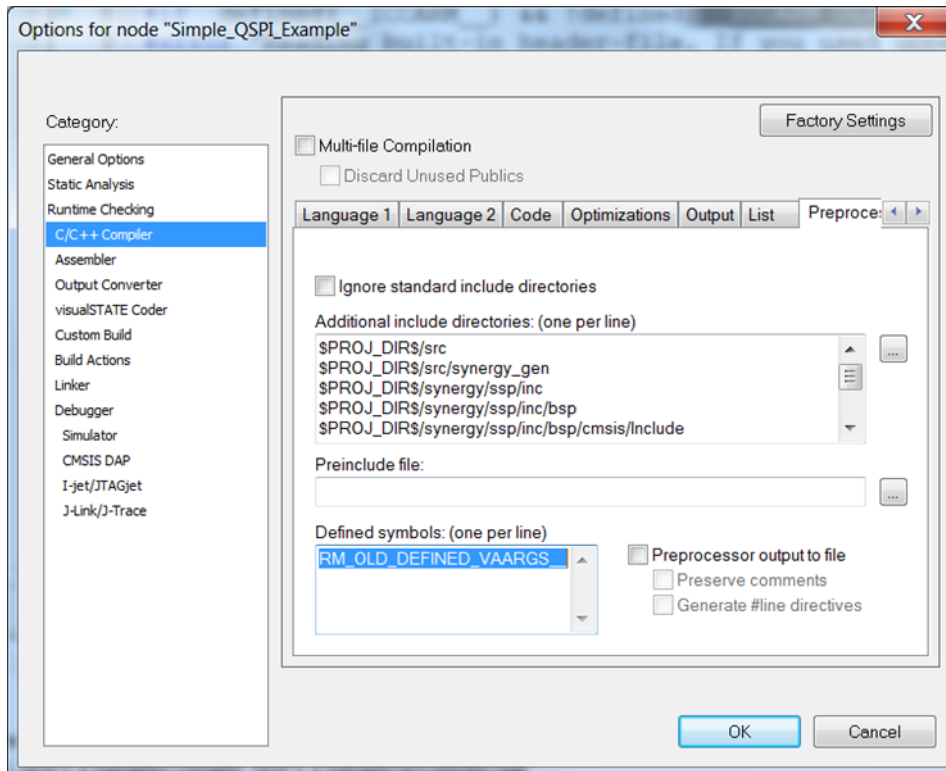 Options for node "Simple_QSPI_Example"
Category:
General Options
Static Analysis
Runtime Checking
C/C++ Compiler
Assembler
Output Converter
visualSTATE Coder
Custom Build
Build Actions
Linker
Debugger
Simulator
CMSIS DAP
I-jet/JTAGjet
J-Link/J-Trace
Factory Settings
Multi-file Compilation
Discard Unused Publics
Language 1 Language 2 Code Optimizations Output List Preproce
Ignore standard include directories
Additional include directories: (one per line)
$PROJ_DIR$/src
$PROJ_DIR$/src/synergy_gen
$PROJ_DIR$/synergy/ssp/inc
$PROJ_DIR$/synergy/ssp/inc/bsp
$PROJ_DIR$/synergy/ssp/inc/bsp/cmsis/Include
...
Preinclude file:
...
Defined symbols: (one per line)
RM_OLD_DEFINED_VAARGS__
Preprocessor output to file
Preserve comments
Generate #line directives
OK Cancel